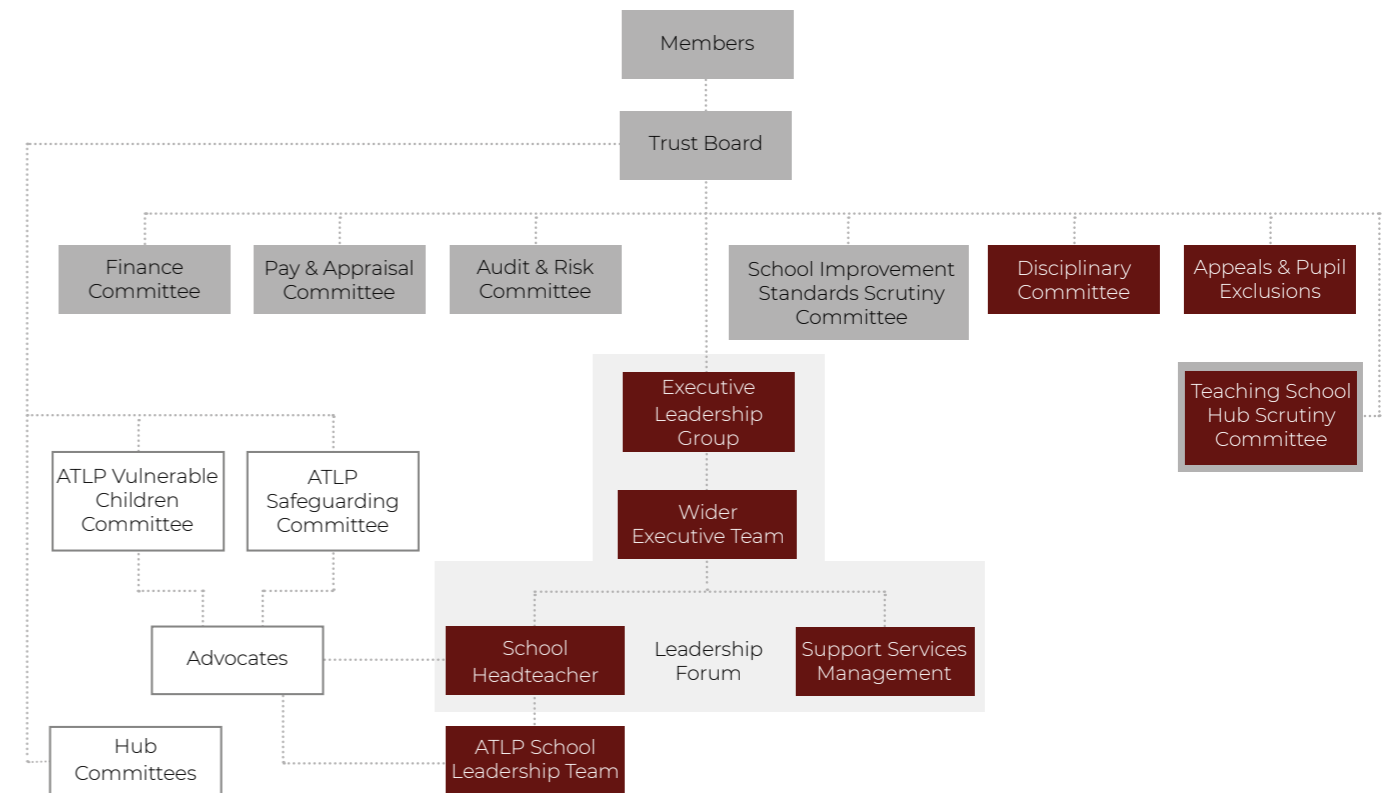 Members
Trust Board
Finance
Committee
Pay & Appraisal
Committee
Audit & Risk
Committee
School Improvement
Standards Scrutiny
Committee
Disciplinary
Committee
Appeals & Pupil
Exclusions
Executive
Leadership
Group
Teaching School
Hub Scrutiny
Committee
ATLP Vulnerable
Children
Committee
ATLP
Safeguarding
Committee
Wider
Executive Team
Advocates
School
Headteacher
Leadership
Forum
Support Services
Management
Hub
Committees
ATLP School
Leadership Team